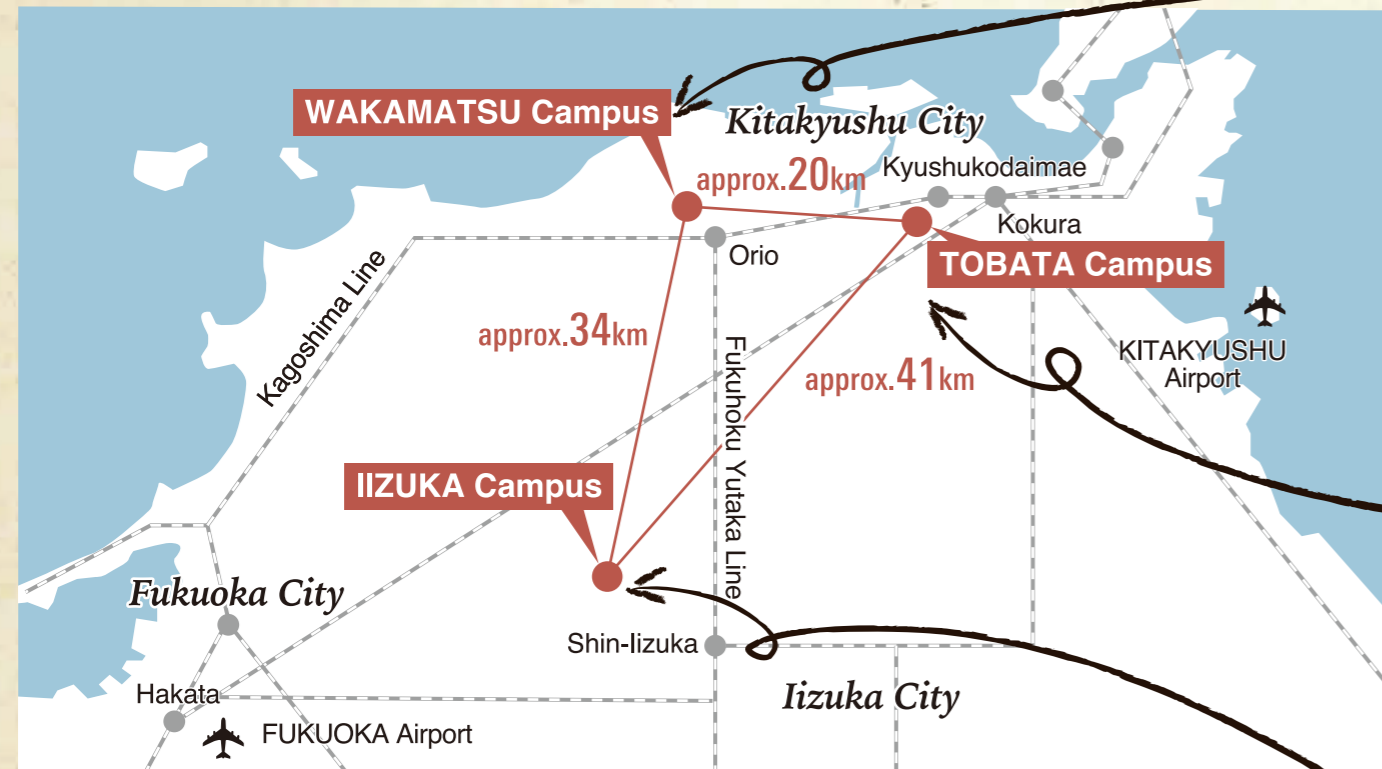 WAKAMATSU Campus
Kitakyushu City
approx.20km
Kyushukodaimae
Kokura
Orio
TOBATA Campus
Kagoshima Line
approx.34km
Fukuhoku Yutaka Line
approx.41km
KITAKYUSHU
Airport
IIZUKA Campus
Fukuoka City
Shin-Iizuka
Iizuka City
Hakata
FUKUOKA Airport